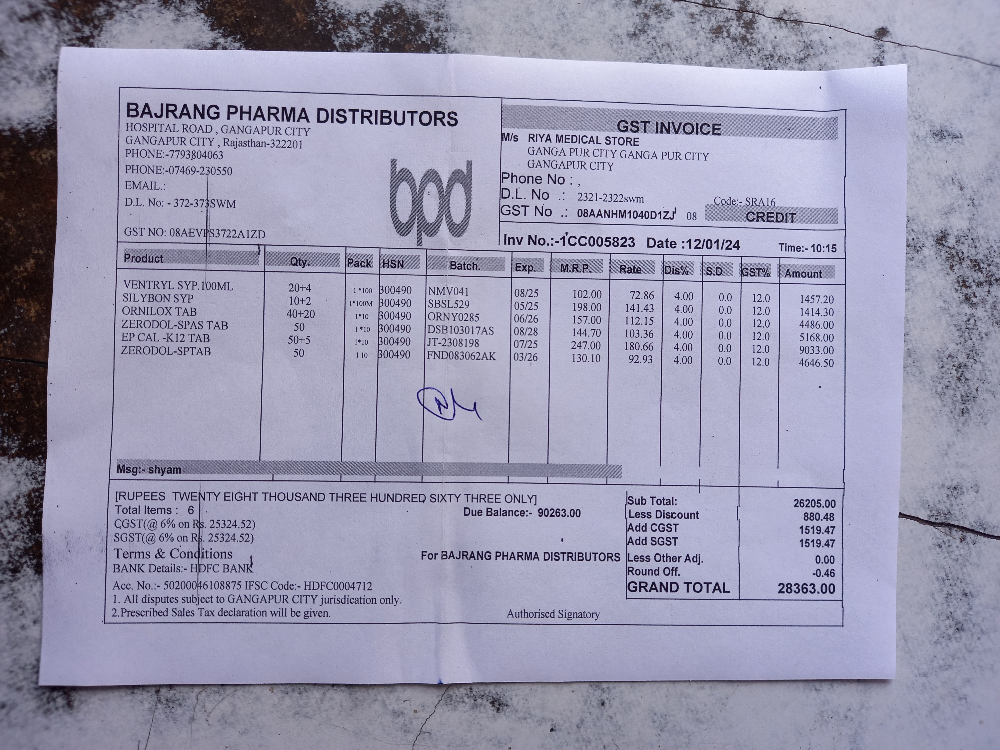 BAJRANG PHARMA DISTRIBUTORS
HOSPITAL ROAD , GANGAPUR CITY
GANGAPUR CITY , Rajasthan-322201
PHONE:-7793804063
PHONE:-07469-230550
EMAIL.:
D.L. No: - 372-373SWM
GST NO: 08AEVPS3722A1ZD
bpd
GST INVOICE
M/s RIYA MEDICAL STORE
GANGA PUR CITY GANGA PUR CITY
GANGAPUR CITY
Phone No : ,
D.L. No .: 2321-2322swm Code:- SRA16
GST No .: 08AANHM1040D1ZJ 08 CREDIT
Inv No.:-1CC005823 Date :12/01/24 Time:- 10:15
Product Qty. Pack HSN Batch. Exp. M.R.P. Rate Dis% S.D GST% Amount
VENTRYL SYP.100ML 20+4 1*100 300490 NMV041 08/25 102.00 72.86 4.00 0.0 12.0 1457.20
SILYBON SYP 10+2 1*100M 300490 SBSL529 05/25 198.00 141.43 4.00 0.0 12.0 1414.30
ORNILOX TAB 40+20 1*10 300490 ORNY0285 06/26 157.00 112.15 4.00 0.0 12.0 4486.00
ZERODOL-SPAS TAB 50 1*10 300490 DSB103017AS 08/28 144.70 103.36 4.00 0.0 12.0 5168.00
EP CAL -K12 TAB 50+5 1*10 300490 JT-2308198 07/25 247.00 180.66 4.00 0.0 12.0 9033.00
ZERODOL-SPTAB 50 1 10 300490 FND083062AK 03/26 130.10 92.93 4.00 0.0 12.0 4646.50
Msg:- shyam
[RUPEES TWENTY EIGHT THOUSAND THREE HUNDRED SIXTY THREE ONLY]
Total Items : 6 Due Balance:- 90263.00
CGST(@ 6% on Rs. 25324.52)
SGST(@ 6% on Rs. 25324.52)
Terms & Conditions For BAJRANG PHARMA DISTRIBUTORS
BANK Details:- HDFC BANK
Acc. No.:- 50200046108875 IFSC Code:- HDFC0004712
1. All disputes subject to GANGAPUR CITY jurisdication only.
2.Prescribed Sales Tax declaration will be given. Authorised Signatory
Sub Total: 26205.00
Less Discount 880.48
Add CGST 1519.47
Add SGST 1519.47
Less Other Adj. 0.00
Round Off. -0.46
GRAND TOTAL 28363.00